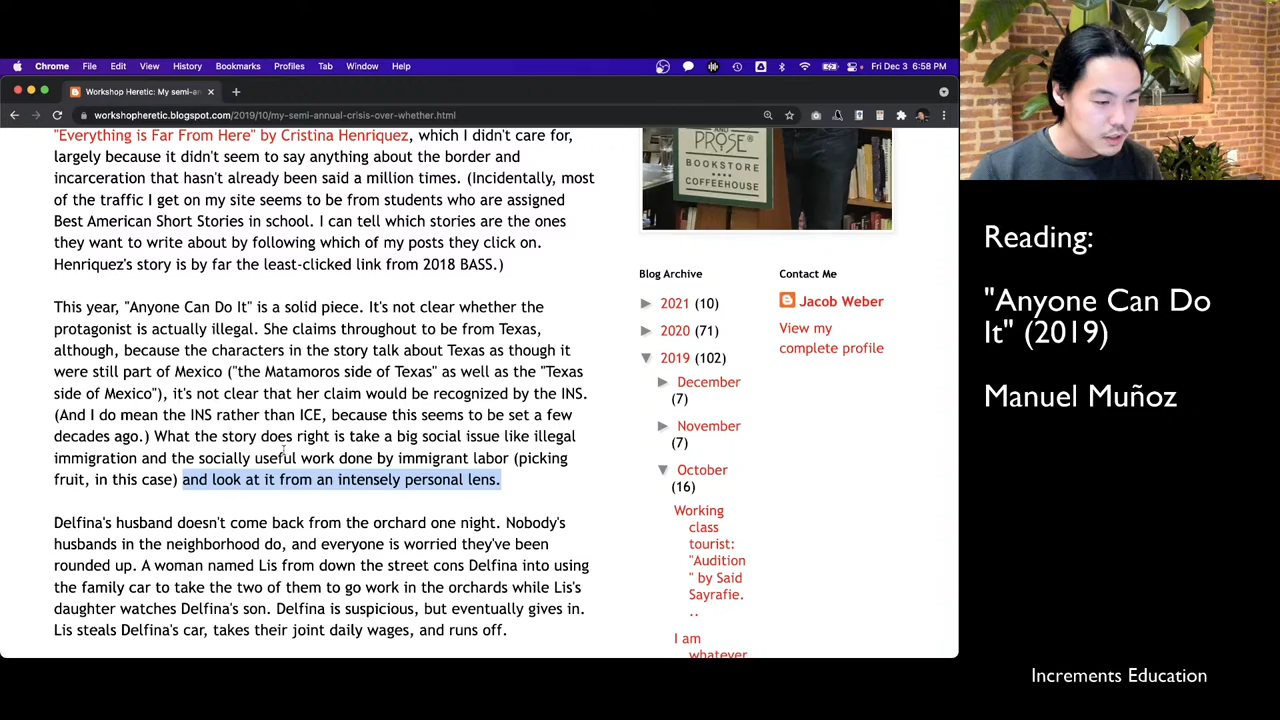 Chrome File Edit View History Bookmarks Profiles Tab Window Help
Fri Dec 3 6:58 PM
Workshop Heretic: My semi-an
workshopheretic.blogspot.com/2019/10/my-semi-annual-crisis-over-whether.html
"Everything is Far From Here" by Cristina Henriquez, which I didn't care for,
largely because it didn't seem to say anything about the border and
incarceration that hasn't already been said a million times. (Incidentally, most
of the traffic I get on my site seems to be from students who are assigned
Best American Short Stories in school. I can tell which stories are the ones
they want to write about by following which of my posts they click on.
Henriquez's story is by far the least-clicked link from 2018 BASS.)
This year, "Anyone Can Do It" is a solid piece. It's not clear whether the
protagonist is actually illegal. She claims throughout to be from Texas,
although, because the characters in the story talk about Texas as though it
were still part of Mexico ("the Matamoros side of Texas" as well as the "Texas
side of Mexico"), it's not clear that her claim would be recognized by the INS.
(And I do mean the INS rather than ICE, because this seems to be set a few
decades ago.) What the story does right is take a big social issue like illegal
immigration and the socially useful work done by immigrant labor (picking
fruit, in this case) and look at it from an intensely personal lens.
Delfina's husband doesn't come back from the orchard one night. Nobody's
husbands in the neighborhood do, and everyone is worried they've been
rounded up. A woman named Lis from down the street cons Delfina into using
the family car to take the two of them to go work in the orchards while Lis's
daughter watches Delfina's son. Delfina is suspicious, but eventually gives in.
Lis steals Delfina's car, takes their joint daily wages, and runs off.
AND
PROSE
BOOKSTORE
COFFEEHOUSE
Blog Archive
► 2021 (10)
► 2020 (71)
▼ 2019 (102)
► December
(7)
► November
(7)
▼ October
(16)
Working
class
tourist:
"Audition
" by Said
Sayrafie.
..
I am
whatever
Contact Me
Jacob Weber
View my
complete profile
Reading:
"Anyone Can Do
It" (2019)
Manuel Muñoz
Increments Education